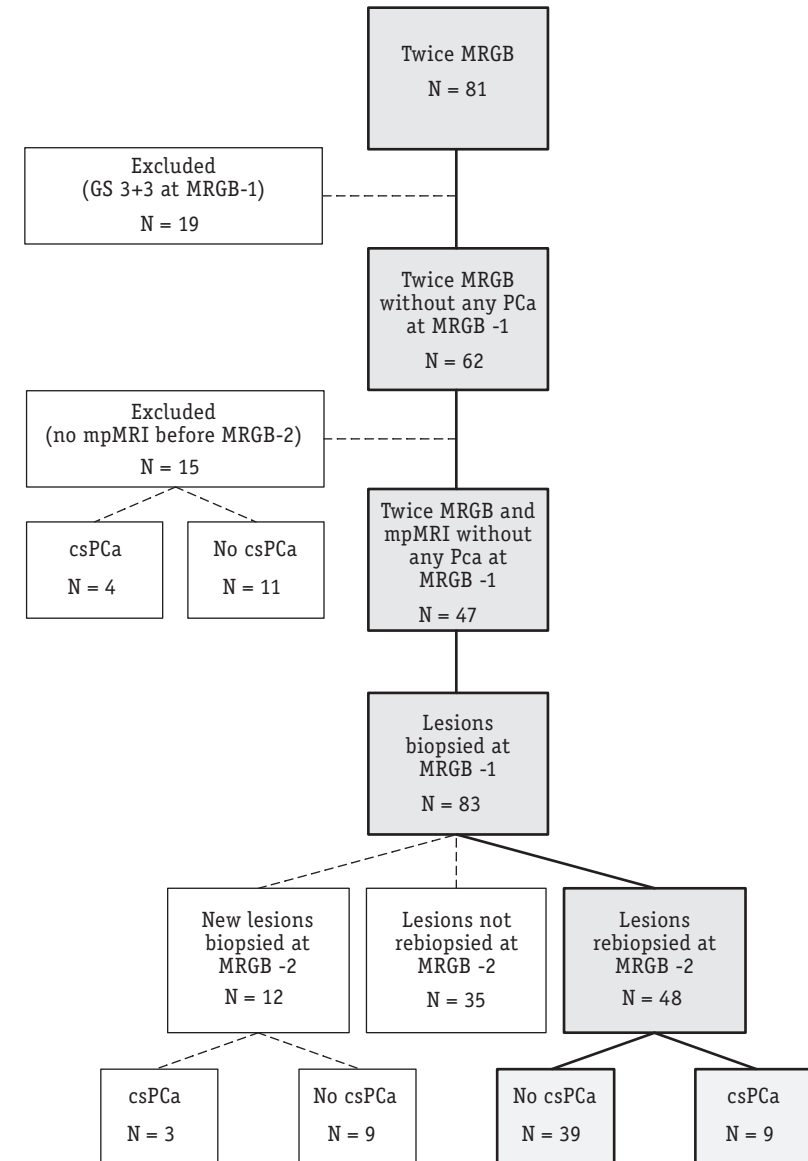 Twice MRGB
N = 81
Excluded
(GS 3+3 at MRGB-1)
N = 19
Twice MRGB
without any PCa
at MRGB -1
N = 62
Excluded
(no mpMRI before MRGB-2)
N = 15
csPCa
N = 4
No csPCa
N = 11
Twice MRGB and
mpMRI without
any Pca at
MRGB -1
N = 47
Lesions
biopsied at
MRGB -1
N = 83
New lesions
biopsied at
MRGB -2
N = 12
Lesions not
rebiopsied at
MRGB -2
N = 35
Lesions
rebiopsied at
MRGB -2
N = 48
csPCa
N = 3
No csPCa
N = 9
No csPCa
N = 39
csPCa
N = 9